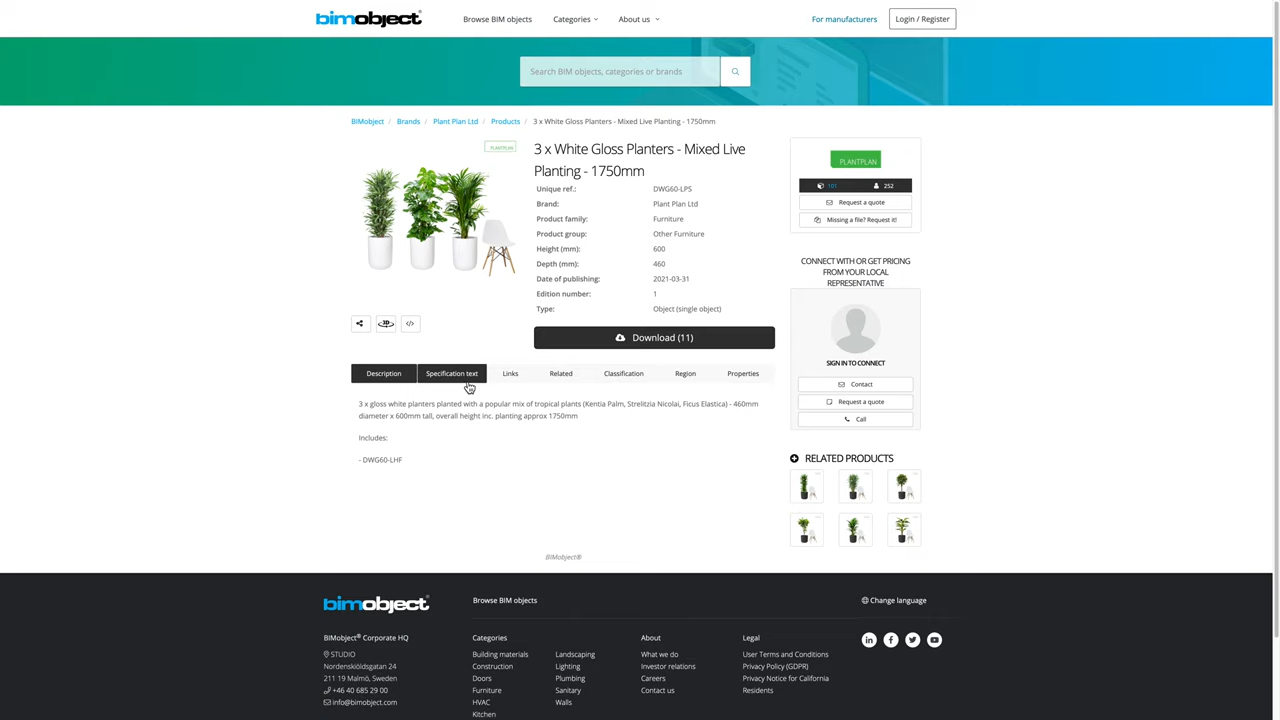 bimobject
Browse BIM objects
Categories
About us
For manufacturers
Login / Register
Search BIM objects, categories or brands
BIMobject / Brands / Plant Plan Ltd / Products / 3 x White Gloss Planters - Mixed Live Planting - 1750mm
PLANTPLAN
3 x White Gloss Planters - Mixed Live
Planting - 1750mm
Unique ref.: DWG60-LPS
Brand: Plant Plan Ltd
Product family: Furniture
Product group: Other Furniture
Height (mm): 600
Depth (mm): 460
Date of publishing: 2021-03-31
Edition number: 1
Type: Object (single object)
3D
</>
Download (11)
Description
Specification text
Links
Related
Classification
Region
Properties
3 x gloss white planters planted with a popular mix of tropical plants (Kentia Palm, Strelitzia Nicolai, Ficus Elastica) - 460mm
diameter x 600mm tall, overall height inc. planting approx 1750mm
Includes:
- DWG60-LHF
BIMobject®
PLANTPLAN
101
252
Request a quote
Missing a file? Request it!
CONNECT WITH OR GET PRICING
FROM YOUR LOCAL
REPRESENTATIVE
SIGN IN TO CONNECT
Contact
Request a quote
Call
RELATED PRODUCTS
bimobject
Browse BIM objects
Change language
BIMobject® Corporate HQ
STUDIO
Nordenskiöldsgatan 24
211 19 Malmö, Sweden
+46 40 685 29 00
info@bimobject.com
Categories
Building materials
Construction
Doors
Furniture
HVAC
Kitchen
Landscaping
Lighting
Plumbing
Sanitary
Walls
About
What we do
Investor relations
Careers
Contact us
Legal
User Terms and Conditions
Privacy Policy (GDPR)
Privacy Notice for California
Residents